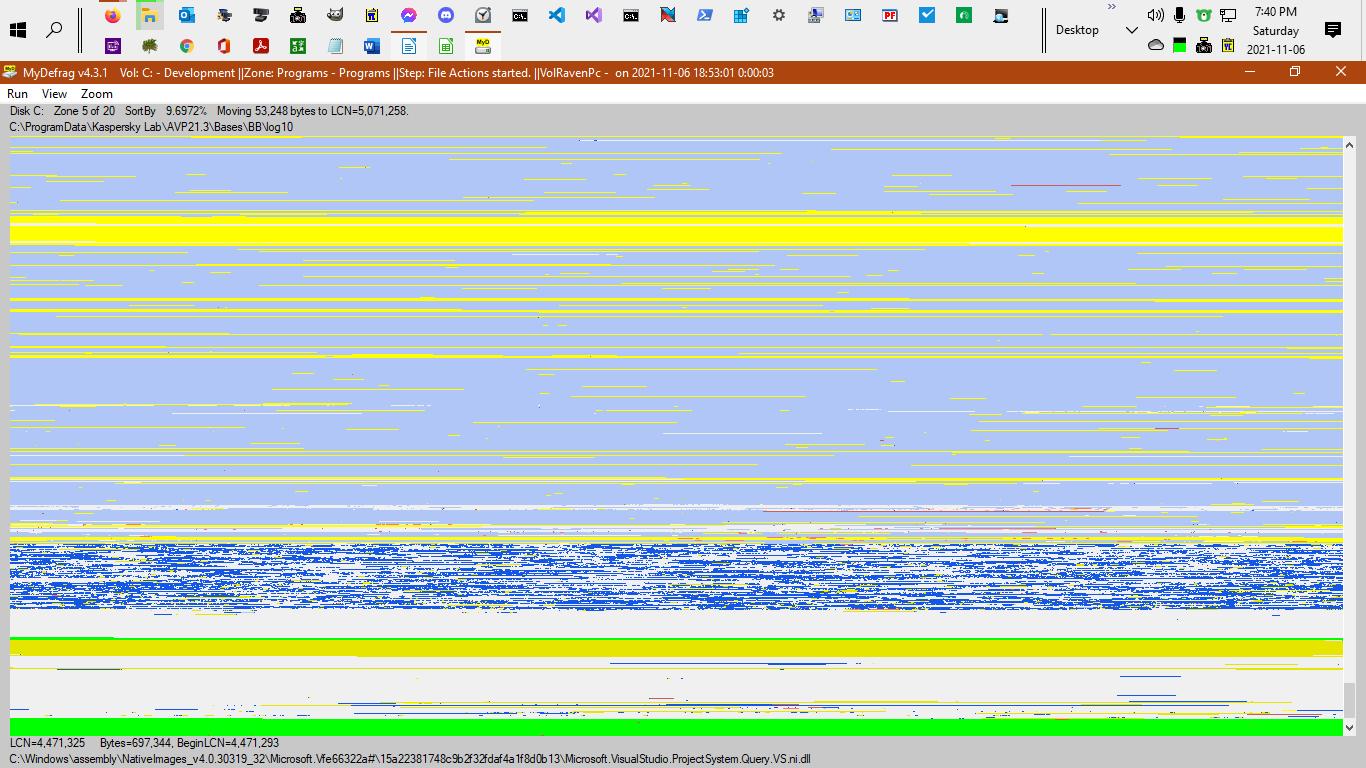 7:40 PM
Desktop
Saturday
2021-11-06
MyDefrag v4.3.1 Vol: C: - Development ||Zone: Programs - Programs ||Step: File Actions started. ||VolRavenPc - on 2021-11-06 18:53:01 0:00:03
Run View Zoom
Disk C: Zone 5 of 20 SortBy 9.6972% Moving 53,248 bytes to LCN=5,071,258.
C:\ProgramData\Kaspersky Lab\AVP21.3\Bases\BB\log10
LCN=4,471,325 Bytes=697,344, BeginLCN=4,471,293
C:\Windows\assembly\NativeImages_v4.0.30319_32\Microsoft.Vfe66322a#\15a22381748c9b2f32fdaf4a1f8d0b13\Microsoft.VisualStudio.ProjectSystem.Query.VS.ni.dll